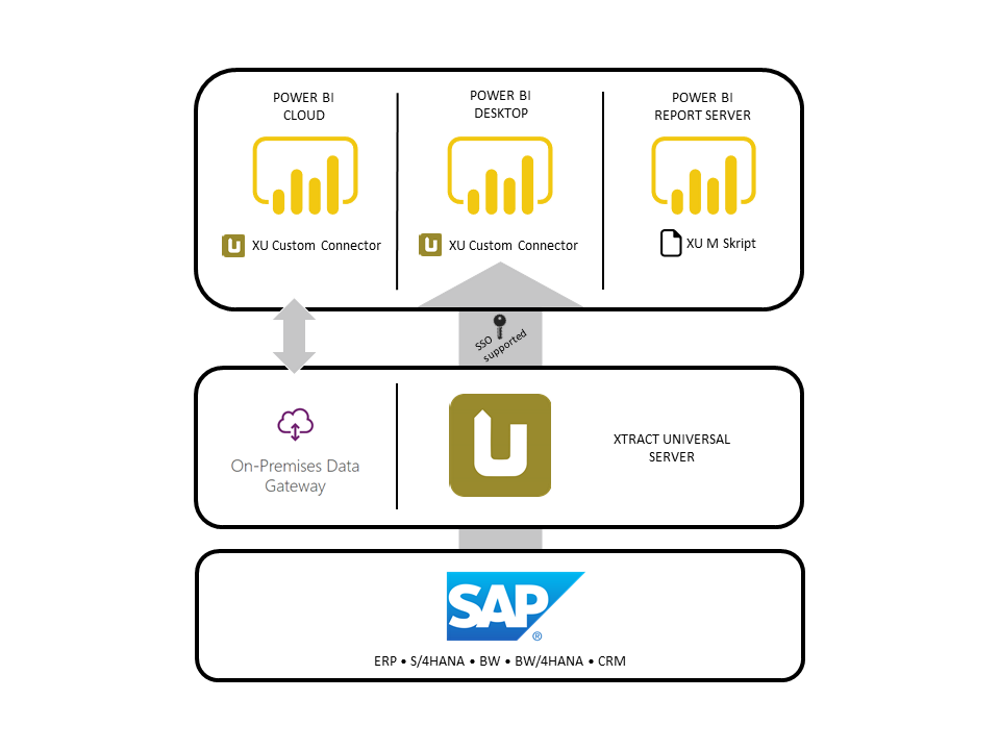 POWER BI
CLOUD
POWER BI
DESKTOP
POWER BI
REPORT SERVER
XU Custom Connector
XU Custom Connector
XU M Skript
SSO
supported
On-Premises Data
Gateway
XTRACT UNIVERSAL
SERVER
SAP®
ERP • S/4HANA • BW • BW/4HANA • CRM